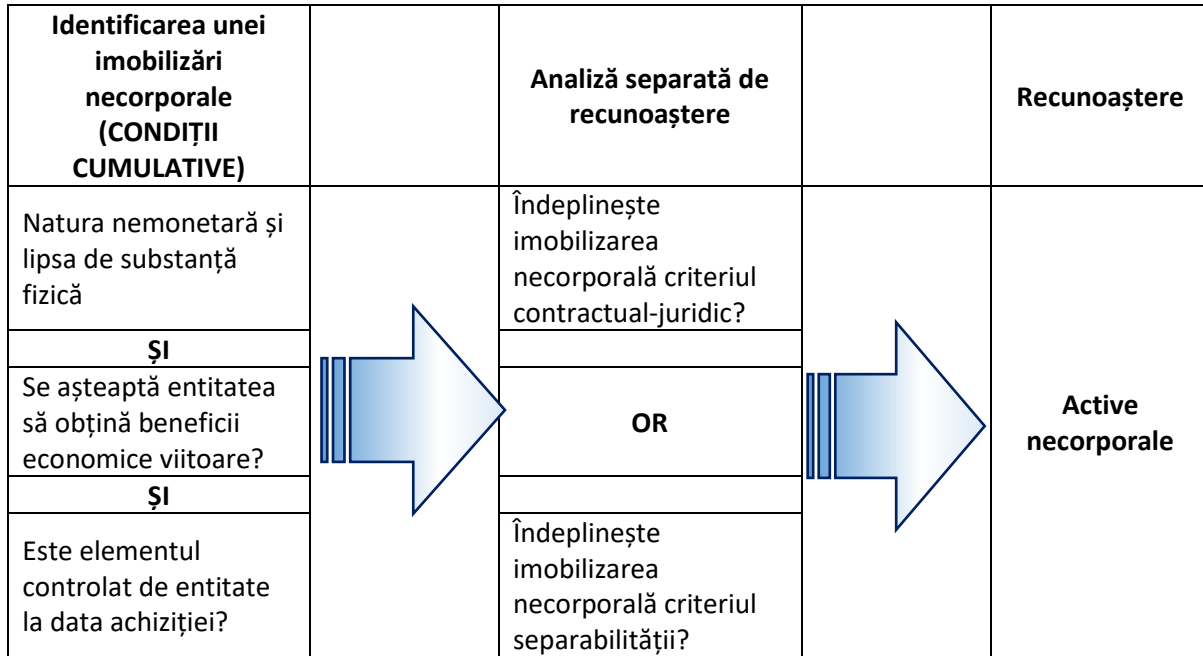 Identificarea unei
imobilizări
necorporale
(CONDIȚII
CUMULATIVE)
Analiză separată de
recunoaștere
Recunoaștere
Natura nemonetară și
lipsa de substanță
fizică
Îndeplinește
imobilizarea
necorporală criteriul
contractual-juridic?
ȘI
Se așteaptă entitatea
să obțină beneficii
economice viitoare?
OR
Active
necorporale
ȘI
Este elementul
controlat de entitate
la data achiziției?
Îndeplinește
imobilizarea
necorporală criteriul
separabilității?